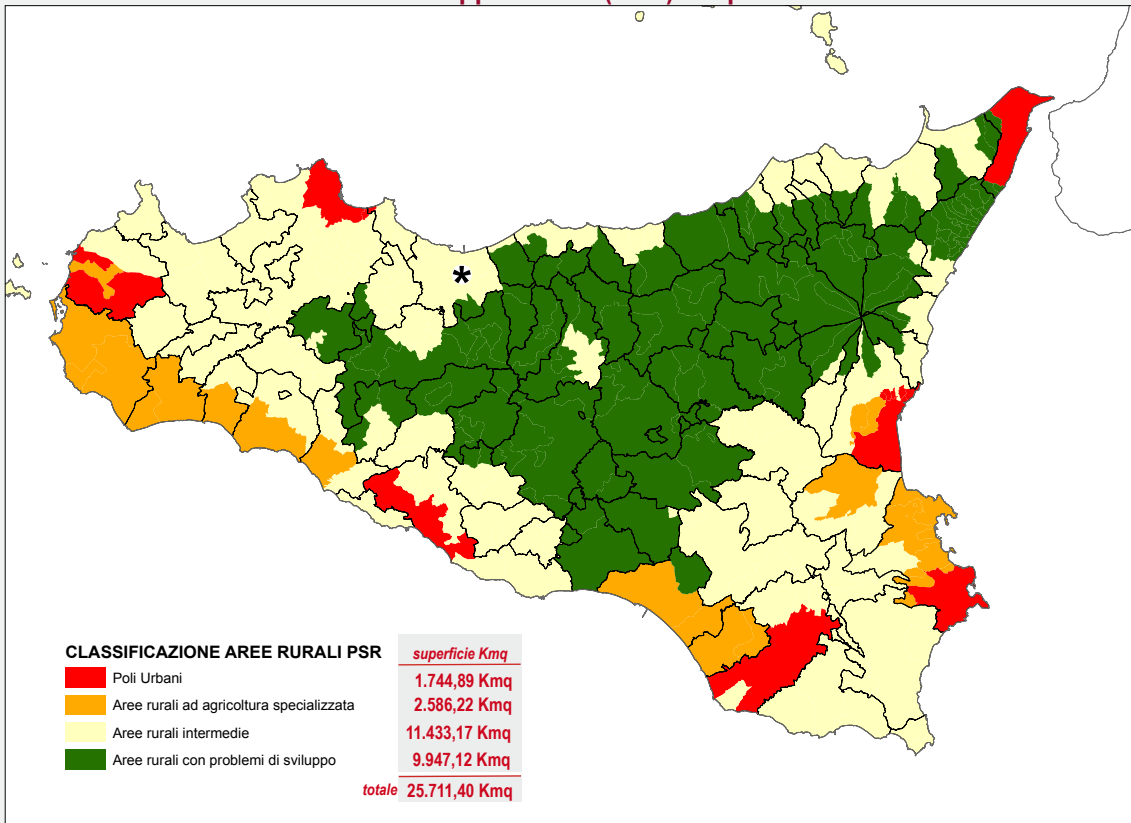 *
CLASSIFICAZIONE AREE RURALI PSR superficie Kmq
Poli Urbani 1.744,89 Kmq
Aree rurali ad agricoltura specializzata 2.586,22 Kmq
Aree rurali intermedie 11.433,17 Kmq
Aree rurali con problemi di sviluppo 9.947,12 Kmq
totale 25.711,40 Kmq